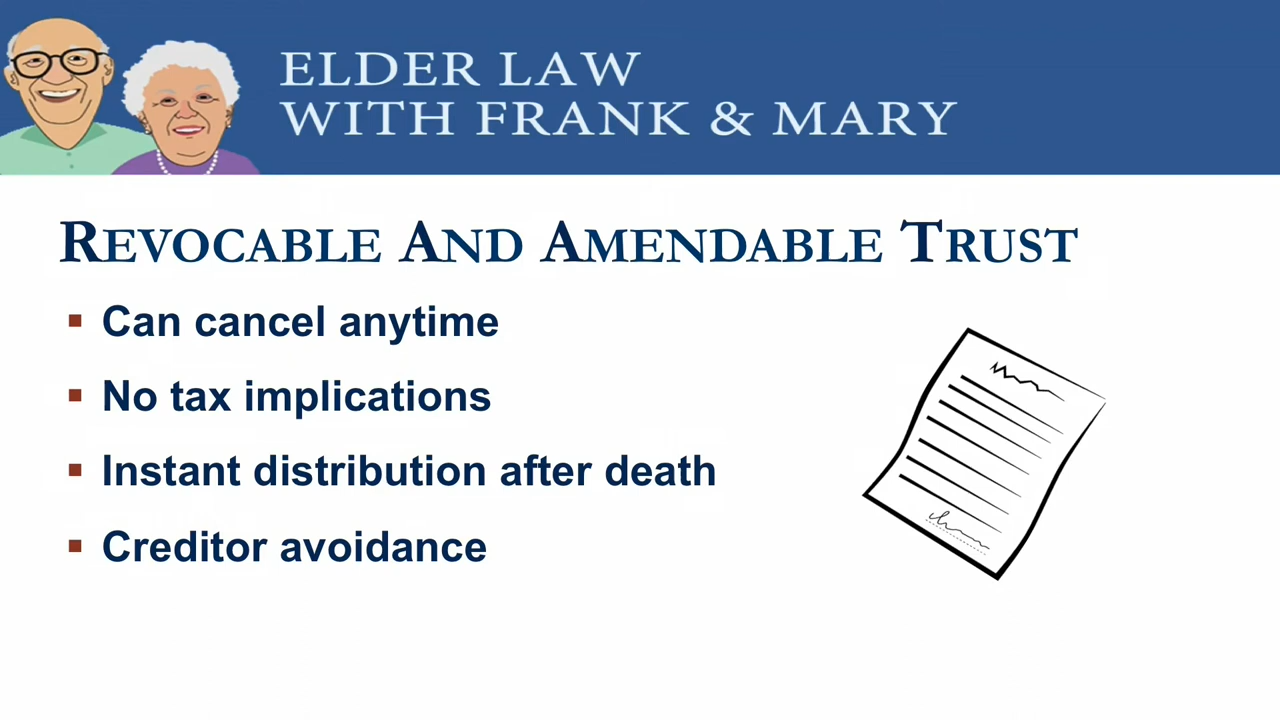 ELDER LAW
WITH FRANK & MARY
REVOCABLE AND AMENDABLE TRUST
Can cancel anytime
No tax implications
Instant distribution after death
Creditor avoidance